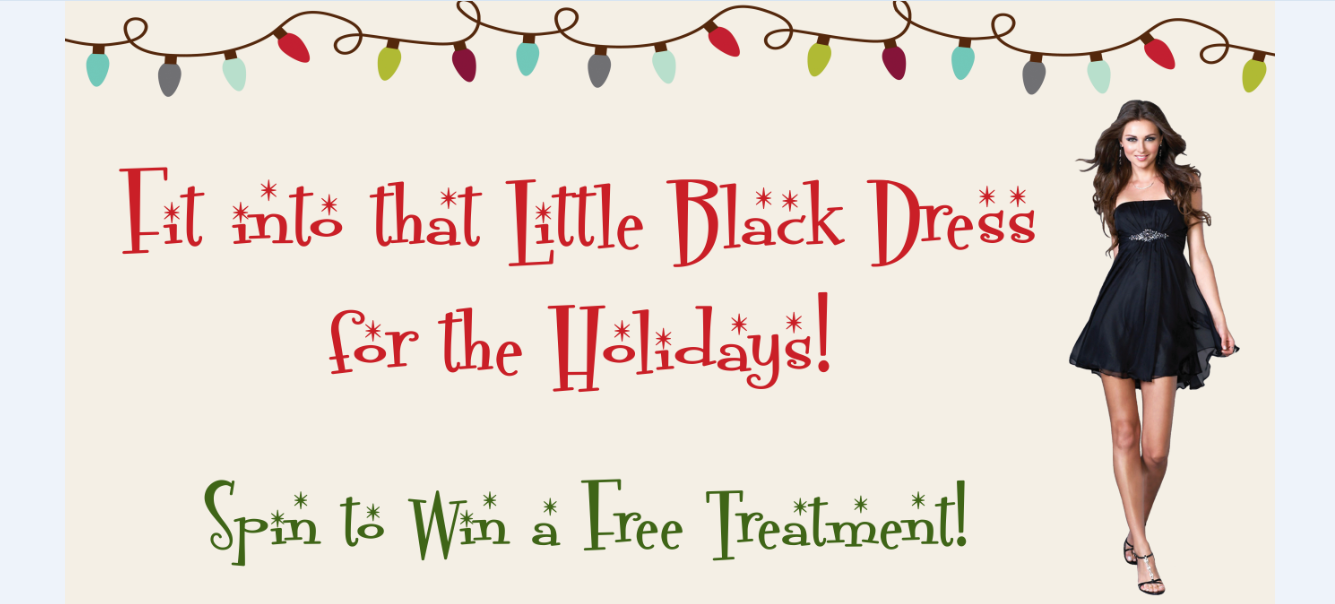 Fit into that Little Black Dress
for the Holidays!
Spin to Win a Free Treatment!